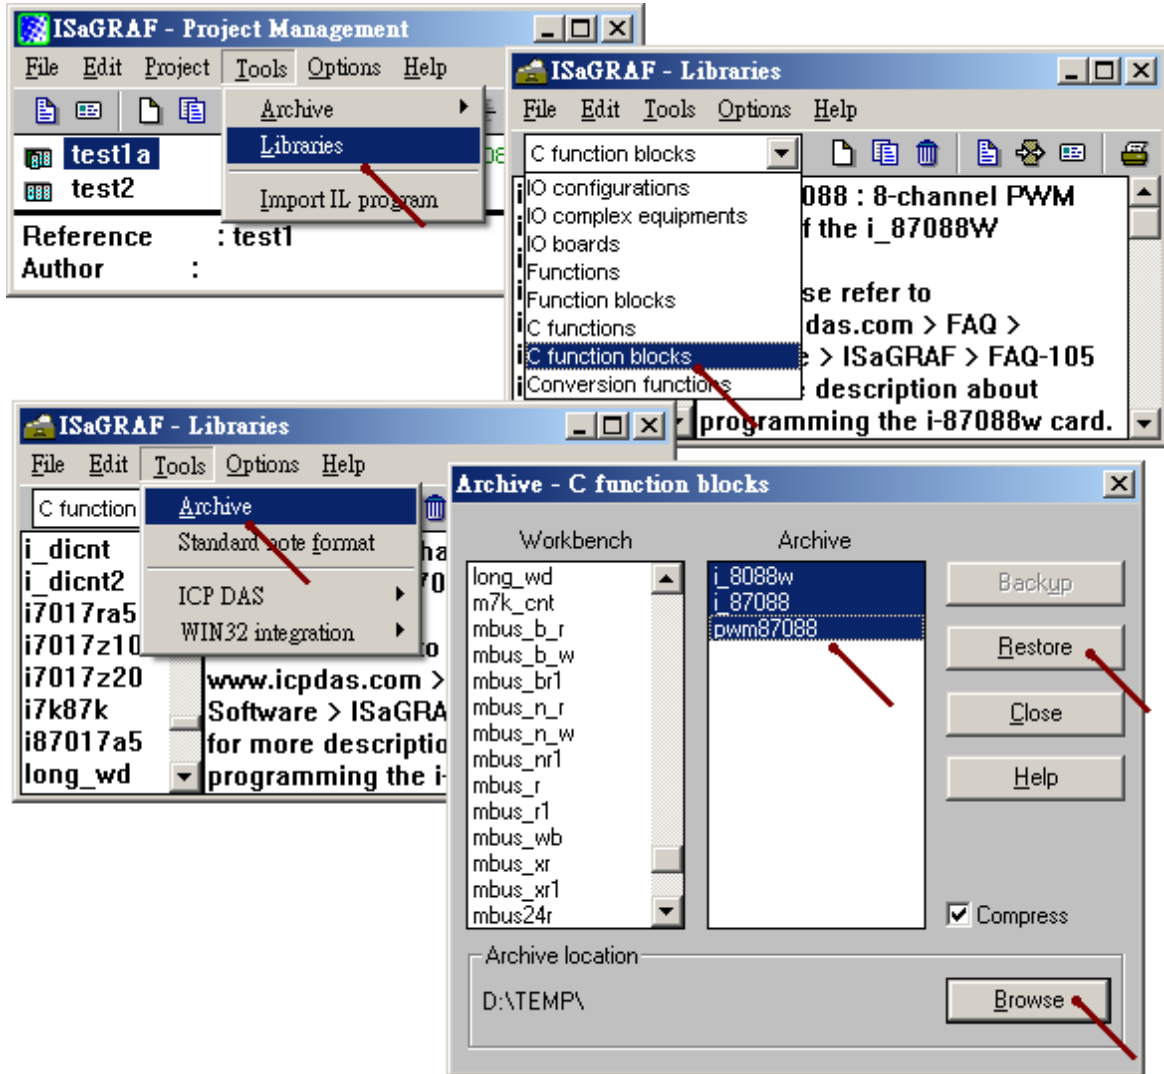 ISaGRAF - Project Management
File Edit Project Tools Options Help
Archive
Libraries
Import IL program
test1a
test2
Reference : test1
Author :
ISaGRAF - Libraries
File Edit Tools Options Help
C function blocks
IO configurations
IO complex equipments
IO boards
Functions
Function blocks
C functions
C function blocks
Conversion functions
088 : 8-channel PWM
f the i_87088W
se refer to
das.com > FAQ >
e > ISaGRAF > FAQ-105
e description about
programming the i-87088w card.
ISaGRAF - Libraries
File Edit Tools Options Help
C function
Archive
Standard note format
ICP DAS
WIN32 integration
i_dicnt
i_dicnt2
i7017ra5
i7017z10
i7017z20
i7k87k
i87017a5
long_wd
to
www.icpdas.com >
Software > ISaGRA
for more descriptio
programming the i-
Archive - C function blocks
Workbench
long_wd
m7k_cnt
mbus_b_r
mbus_b_w
mbus_br1
mbus_n_r
mbus_n_w
mbus_nr1
mbus_r
mbus_r1
mbus_wb
mbus_xr
mbus_xr1
mbus24r
Archive
i_8088w
i_87088
pwm87088
Backup
Restore
Close
Help
Compress
Archive location
D:\TEMP\
Browse